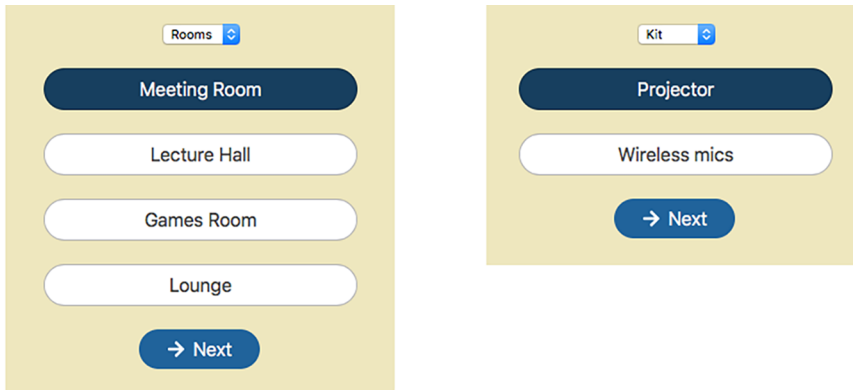 Rooms
Meeting Room
Lecture Hall
Games Room
Lounge
Next
Kit
Projector
Wireless mics
Next